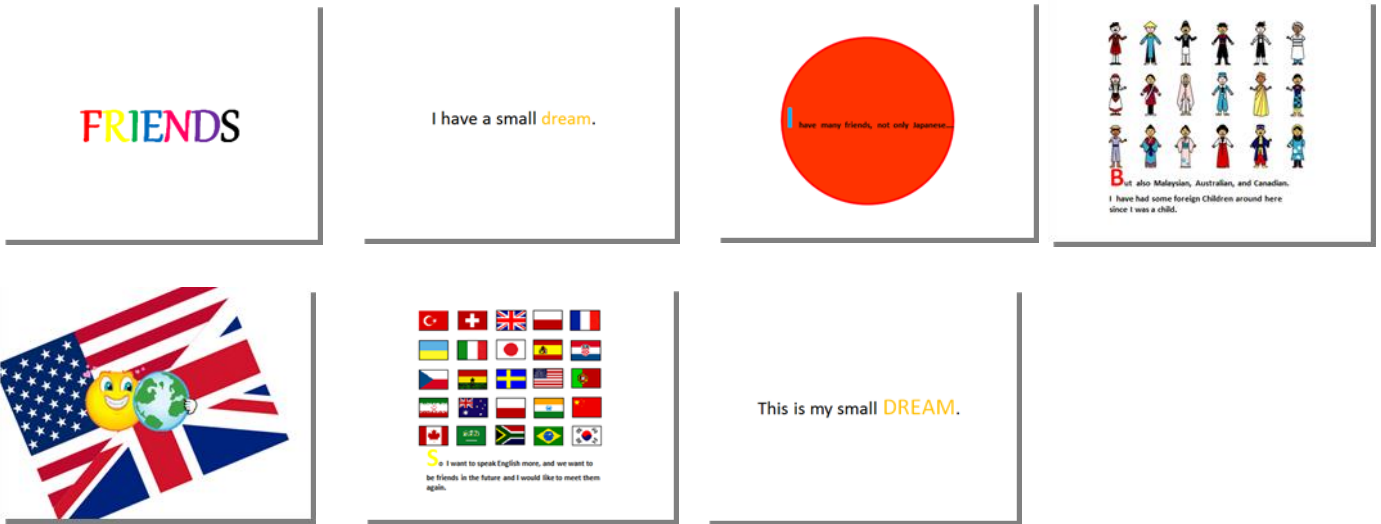 FRIENDS
I have a small dream.
I have many friends, not only Japanese...
But also Malaysian, Australian, and Canadian.
I have had some foreign Children around here
since I was a child.
So I want to speak English more, and we want to
be friends in the future and I would like to meet them
again.
This is my small DREAM.